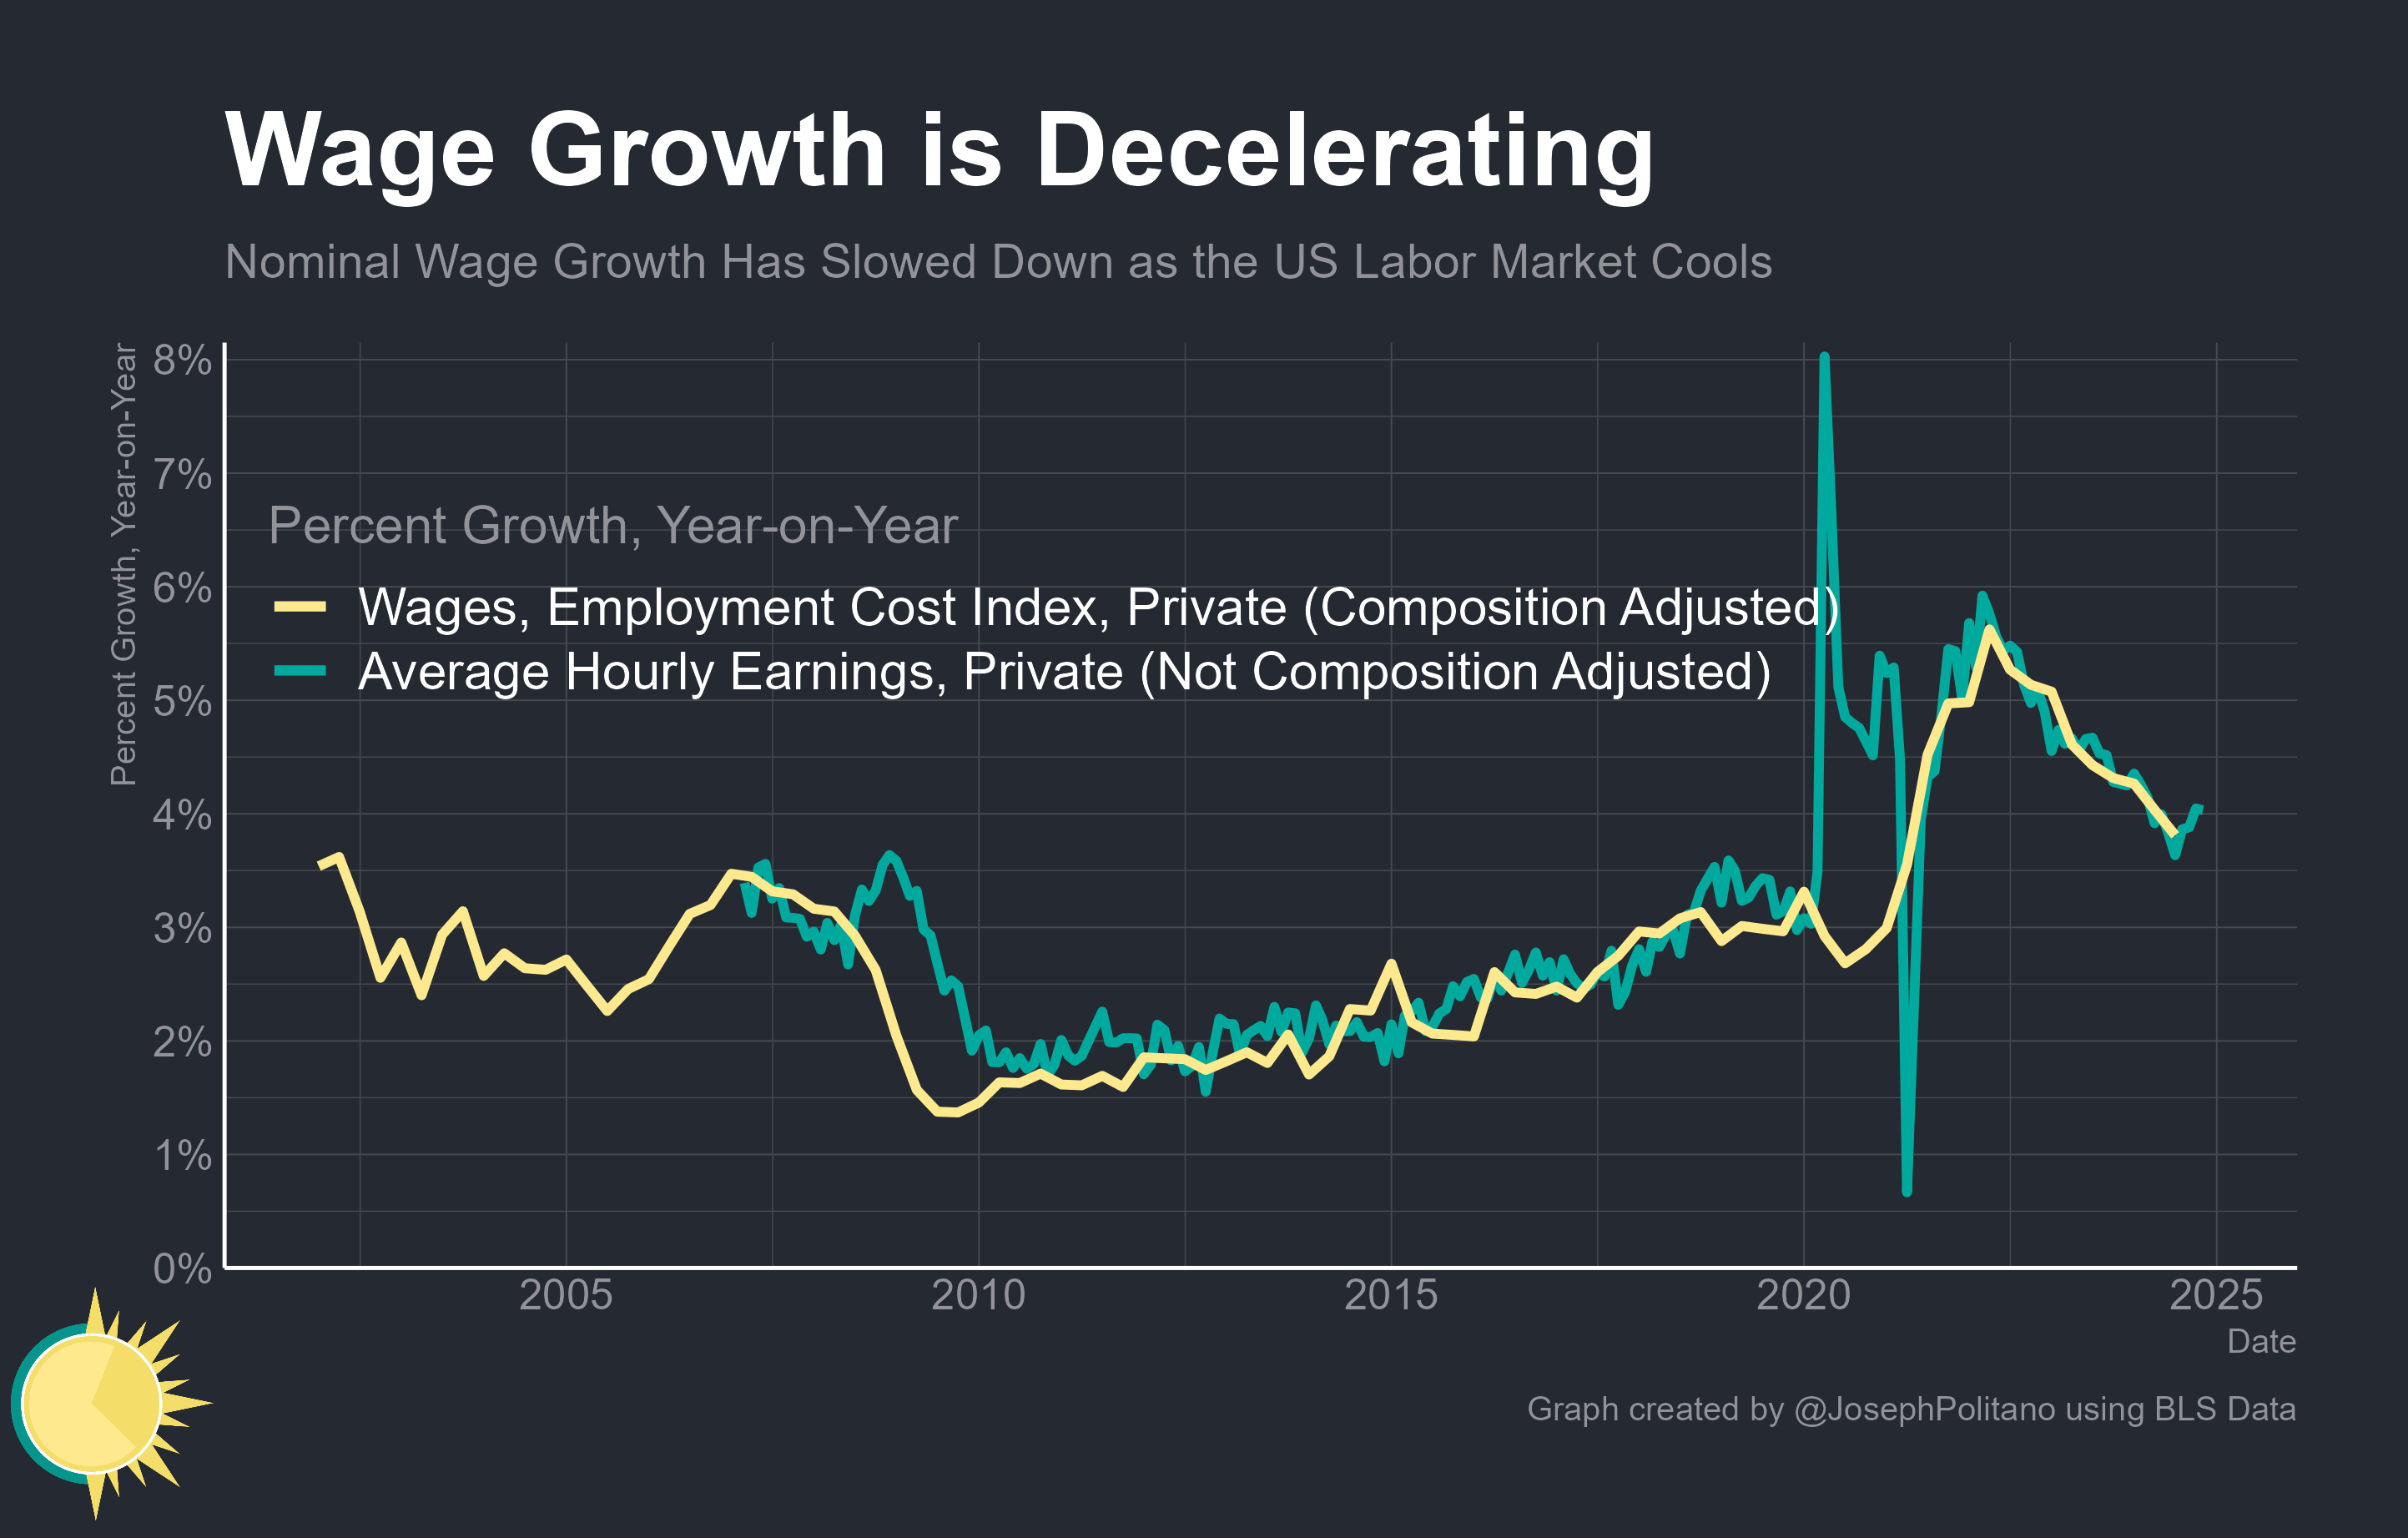 Wage Growth is Decelerating
Nominal Wage Growth Has Slowed Down as the US Labor Market Cools
Percent Growth, Year-on-Year
8%
7%
6%
5%
4%
3%
2%
1%
0%
Percent Growth, Year-on-Year
Wages, Employment Cost Index, Private (Composition Adjusted)
Average Hourly Earnings, Private (Not Composition Adjusted)
2005
2010
2015
2020
2025
Date
Graph created by @JosephPolitano using BLS Data